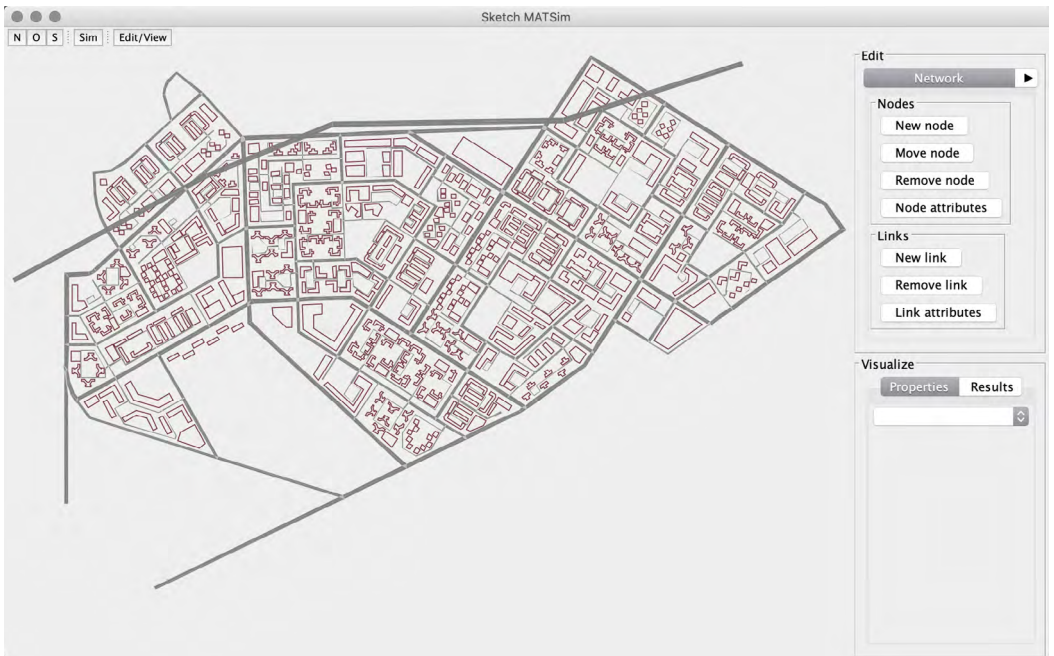 Sketch MATSim
N O S Sim Edit/View
Edit
Network
Nodes
New node
Move node
Remove node
Node attributes
Links
New link
Remove link
Link attributes
Visualize
Properties Results